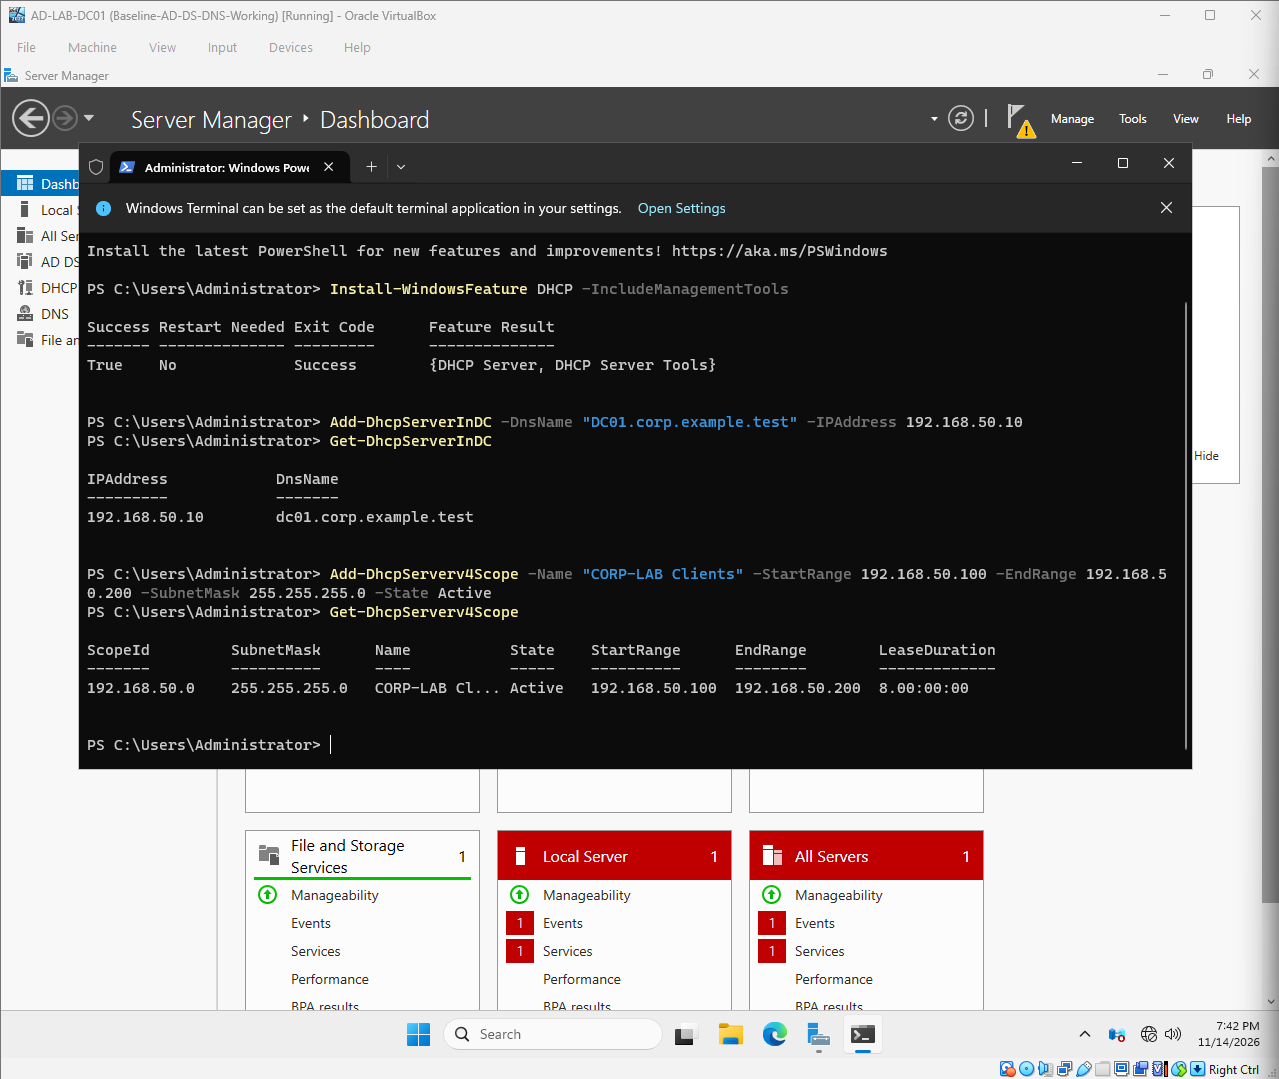 AD-LAB-DC01 (Baseline-AD-DS-DNS-Working) [Running] - Oracle VirtualBox
File Machine View Input Devices Help
Server Manager
Server Manager ‣ Dashboard
Manage Tools View Help
Administrator: Windows Powe
Windows Terminal can be set as the default terminal application in your settings. Open Settings
Dashb
Local S
All Ser
AD DS
DHCP
DNS
File an
Install the latest PowerShell for new features and improvements! https://aka.ms/PSWindows
PS C:\Users\Administrator> Install-WindowsFeature DHCP -IncludeManagementTools
Success Restart Needed Exit Code      Feature Result
------- -------------- ---------      --------------
True    No             Success        {DHCP Server, DHCP Server Tools}
PS C:\Users\Administrator> Add-DhcpServerInDC -DnsName "DC01.corp.example.test" -IPAddress 192.168.50.10
PS C:\Users\Administrator> Get-DhcpServerInDC
IPAddress            DnsName
---------            -------
192.168.50.10        dc01.corp.example.test
PS C:\Users\Administrator> Add-DhcpServerv4Scope -Name "CORP-LAB Clients" -StartRange 192.168.50.100 -EndRange 192.168.5
0.200 -SubnetMask 255.255.255.0 -State Active
PS C:\Users\Administrator> Get-DhcpServerv4Scope
ScopeId         SubnetMask      Name           State    StartRange      EndRange        LeaseDuration
-------         ----------      ----           -----    ----------      --------        -------------
192.168.50.0    255.255.255.0   CORP-LAB Cl... Active   192.168.50.100  192.168.50.200  8.00:00:00
PS C:\Users\Administrator>
Hide
File and Storage
Services
1
Manageability
Events
Services
Performance
BPA results
Local Server 1
Manageability
1 Events
1 Services
Performance
BPA results
All Servers 1
Manageability
1 Events
1 Services
Performance
BPA results
Search
7:42 PM
11/14/2026
Right Ctrl